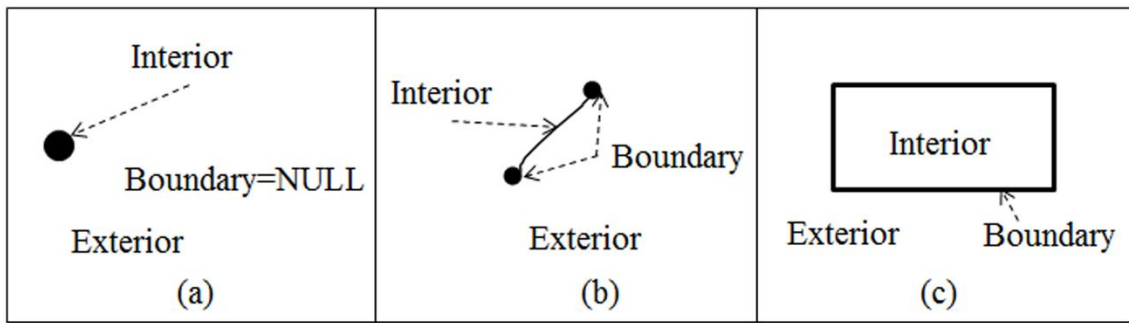 Interior
Boundary=NULL
Exterior
(a)
Interior
Boundary
Exterior
(b)
Interior
Exterior
Boundary
(c)